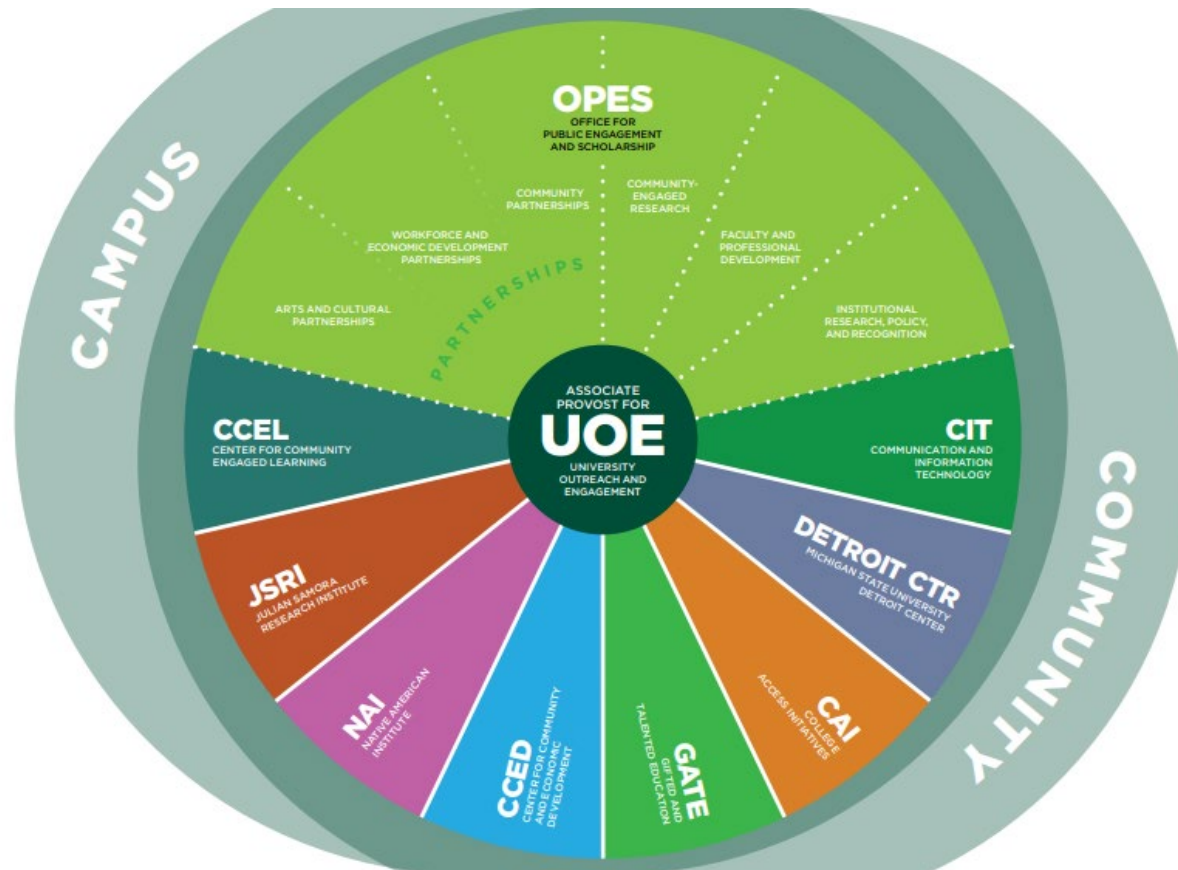 CAMPUS
OPES
OFFICE FOR
PUBLIC ENGAGEMENT
AND SCHOLARSHIP
COMMUNITY
PARTNERSHIPS
COMMUNITY-
ENGAGED
RESEARCH
WORKFORCE AND
ECONOMIC DEVELOPMENT
PARTNERSHIPS
FACULTY AND
PROFESSIONAL
DEVELOPMENT
ARTS AND CULTURAL
PARTNERSHIPS
INSTITUTIONAL
RESEARCH, POLICY,
AND RECOGNITION
PARTNERSHIPS
ASSOCIATE
PROVOST FOR
UOE
UNIVERSITY
OUTREACH AND
ENGAGEMENT
CCEL
CENTER FOR COMMUNITY
ENGAGED LEARNING
CIT
COMMUNICATION AND
INFORMATION
TECHNOLOGY
JSRI
JULIAN SAMORA
RESEARCH INSTITUTE
DETROIT CTR
MICHIGAN STATE UNIVERSITY
DETROIT CENTER
NAI
NATIVE AMERICAN
INSTITUTE
CCED
CENTER FOR COMMUNITY
AND ECONOMIC
DEVELOPMENT
GATE
GIFTED AND
TALENTED EDUCATION
CAI
COLLEGE
ACCESS INITIATIVES
COMMUNITY